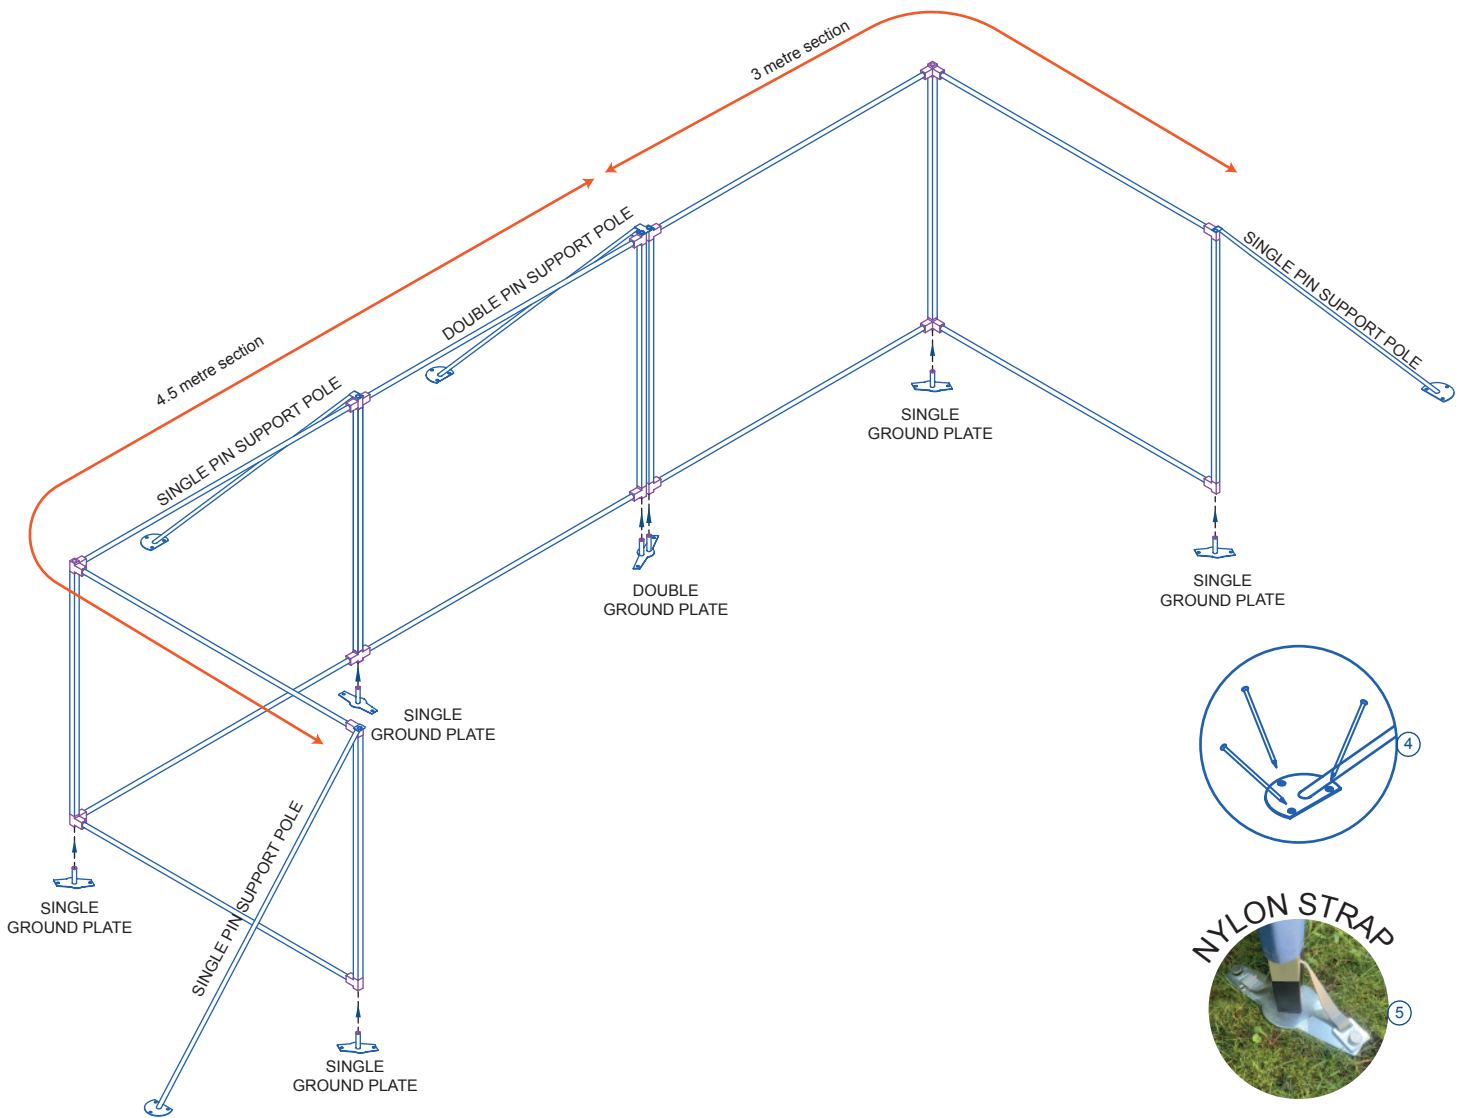 3 metre section
4.5 metre section
DOUBLE PIN SUPPORT POLE
SINGLE PIN SUPPORT POLE
SINGLE PIN SUPPORT POLE
SINGLE
GROUND PLATE
SINGLE
GROUND PLATE
DOUBLE
GROUND PLATE
SINGLE
GROUND PLATE
4
SINGLE PIN SUPPORT POLE
SINGLE
GROUND PLATE
NYLON STRAP
5
SINGLE
GROUND PLATE